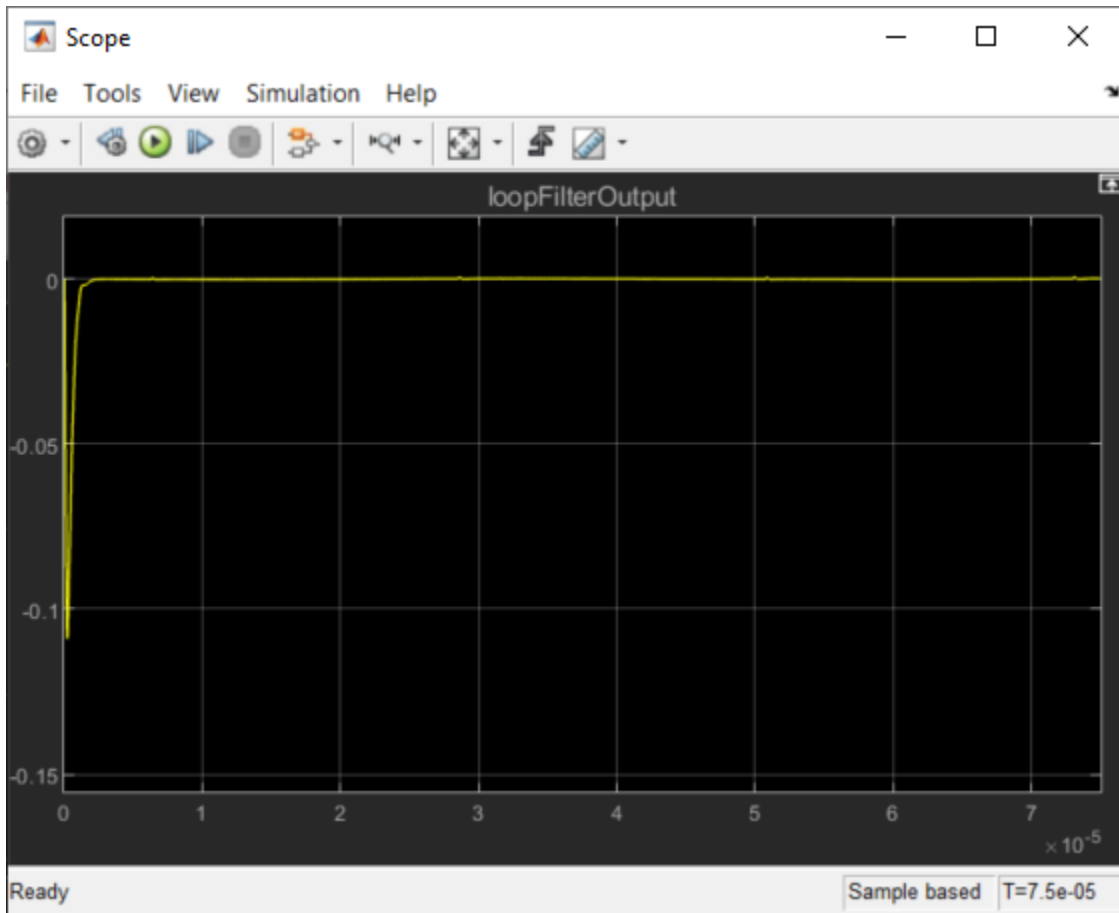 Scope
File Tools View Simulation Help
loopFilterOutput
0
-0.05
-0.1
-0.15
0 1 2 3 4 5 6 7
× 10-5
Ready Sample based T=7.5e-05